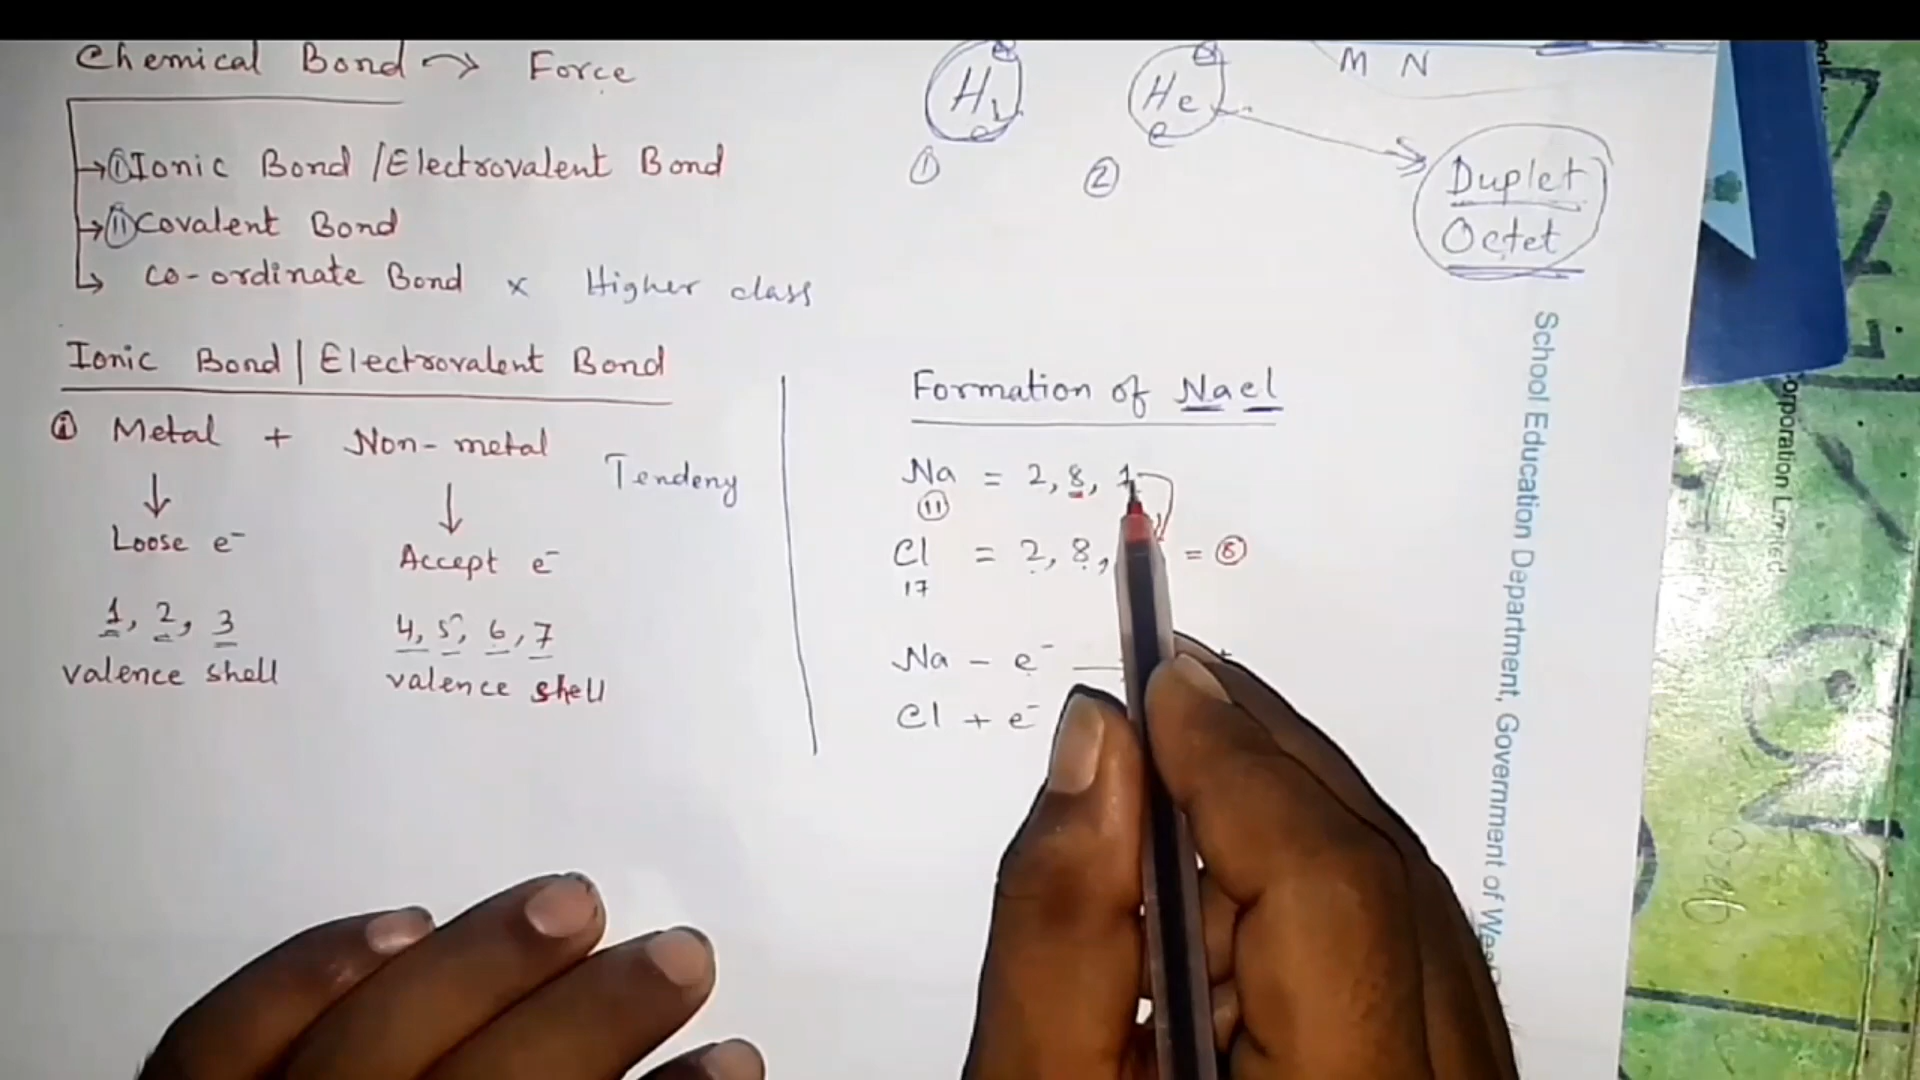 Chemical Bond → Force
→ (i) Ionic Bond / Electrovalent Bond
→ (ii) Covalent Bond
↳ co-ordinate Bond × Higher class
H
e
①
He
e
②
M N
Duplet
Octet
Ionic Bond | Electrovalent Bond
(i) Metal + Non-metal
↓ ↓
Tendeny
Loose e⁻
Accept e⁻
1, 2, 3
4, 5, 6, 7
valence shell
valence shell
Formation of Nacl
Na = 2, 8, 1
(11)
Cl = 2, 8, = ⑧
17
Na - e⁻
Cl + e⁻
School Education Department, Government of
orporation Limited